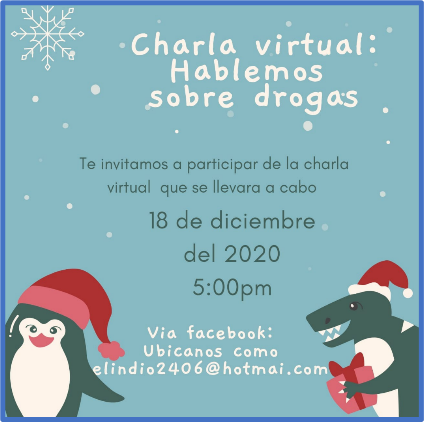 Charla virtual:
Hablemos
sobre drogas
Te invitamos a participar de la charla
virtual que se llevara a cabo
18 de diciembre
del 2020
5:00pm
Via facebook:
Ubicanos como
elindio2406@hotmai.com